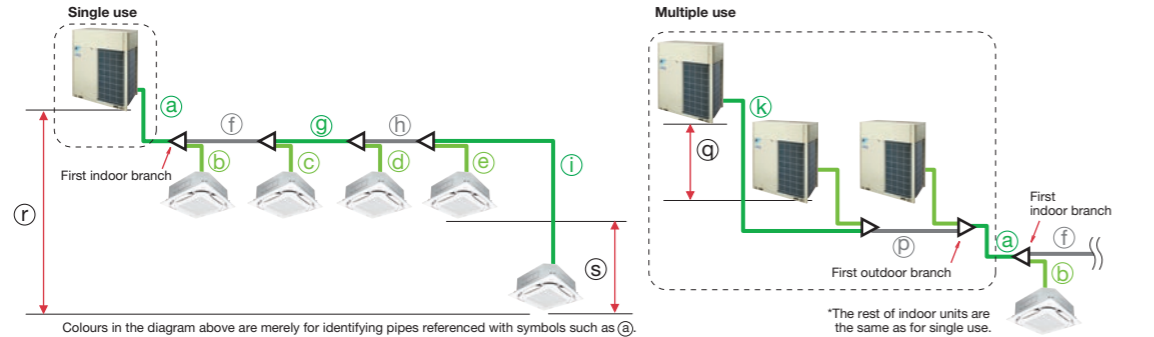 Single use
ⓐ
ⓕ
ⓖ
ⓗ
ⓑ
ⓒ
ⓓ
ⓔ
ⓘ
First indoor branch
ⓡ
ⓢ
Colours in the diagram above are merely for identifying pipes referenced with symbols such as ⓐ.
Multiple use
ⓚ
ⓠ
ⓟ
First outdoor branch
First
indoor branch
ⓐ
ⓕ
ⓑ
*The rest of indoor units are
the same as for single use.